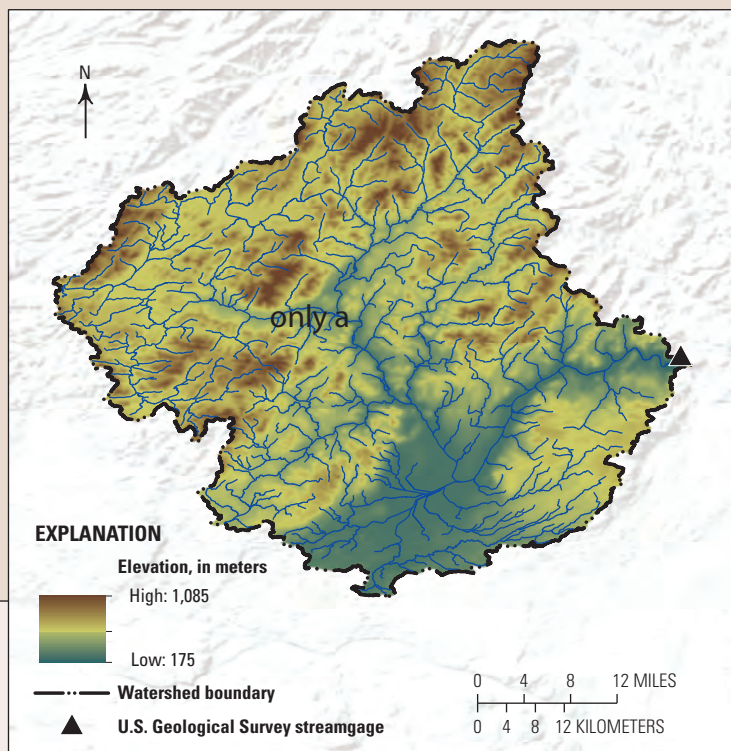 N
only a
EXPLANATION
Elevation, in meters
High: 1,085
Low: 175
Watershed boundary
U.S. Geological Survey streamgage
0 4 8 12 MILES
0 4 8 12 KILOMETERS